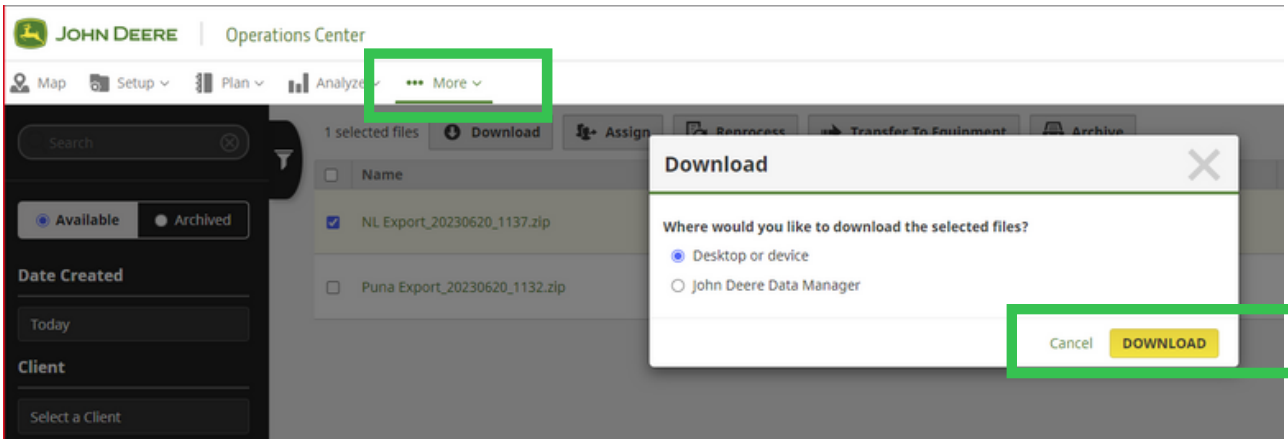 JOHN DEERE Operations Center
Map Setup Plan Analyze More
Search
1 selected files Download Assign Reprocess Transfer To Equipment Archive
Name
Available Archived
NL Export_20230620_1137.zip
Date Created
Puna Export_20230620_1132.zip
Today
Client
Select a Client
Download
Where would you like to download the selected files?
Desktop or device
John Deere Data Manager
Cancel DOWNLOAD